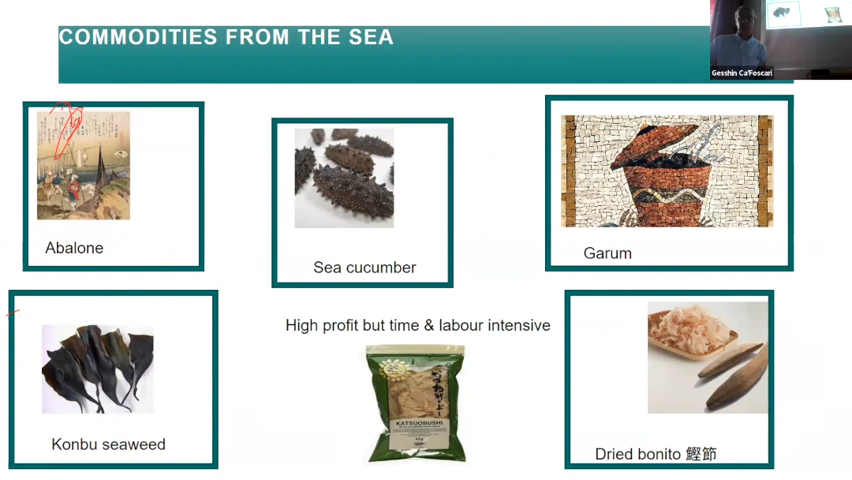 COMMODITIES FROM THE SEA
Gesshin Ca'Foscari
Abalone
Sea cucumber
Garum
High profit but time & labour intensive
KATSUOBUSHI
Konbu seaweed
Dried bonito 鰹節